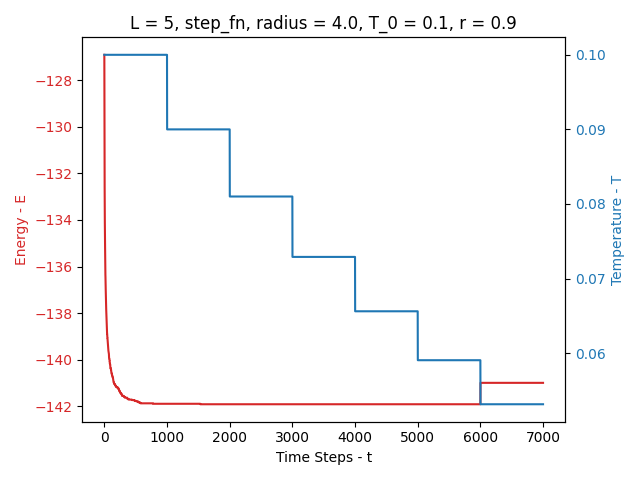 L = 5, step_fn, radius = 4.0, T_0 = 0.1, r = 0.9
Energy - E
−128
−130
−132
−134
−136
−138
−140
−142
0.10
0.09
0.08
0.07
0.06
Temperature - T
0 1000 2000 3000 4000 5000 6000 7000
Time Steps - t